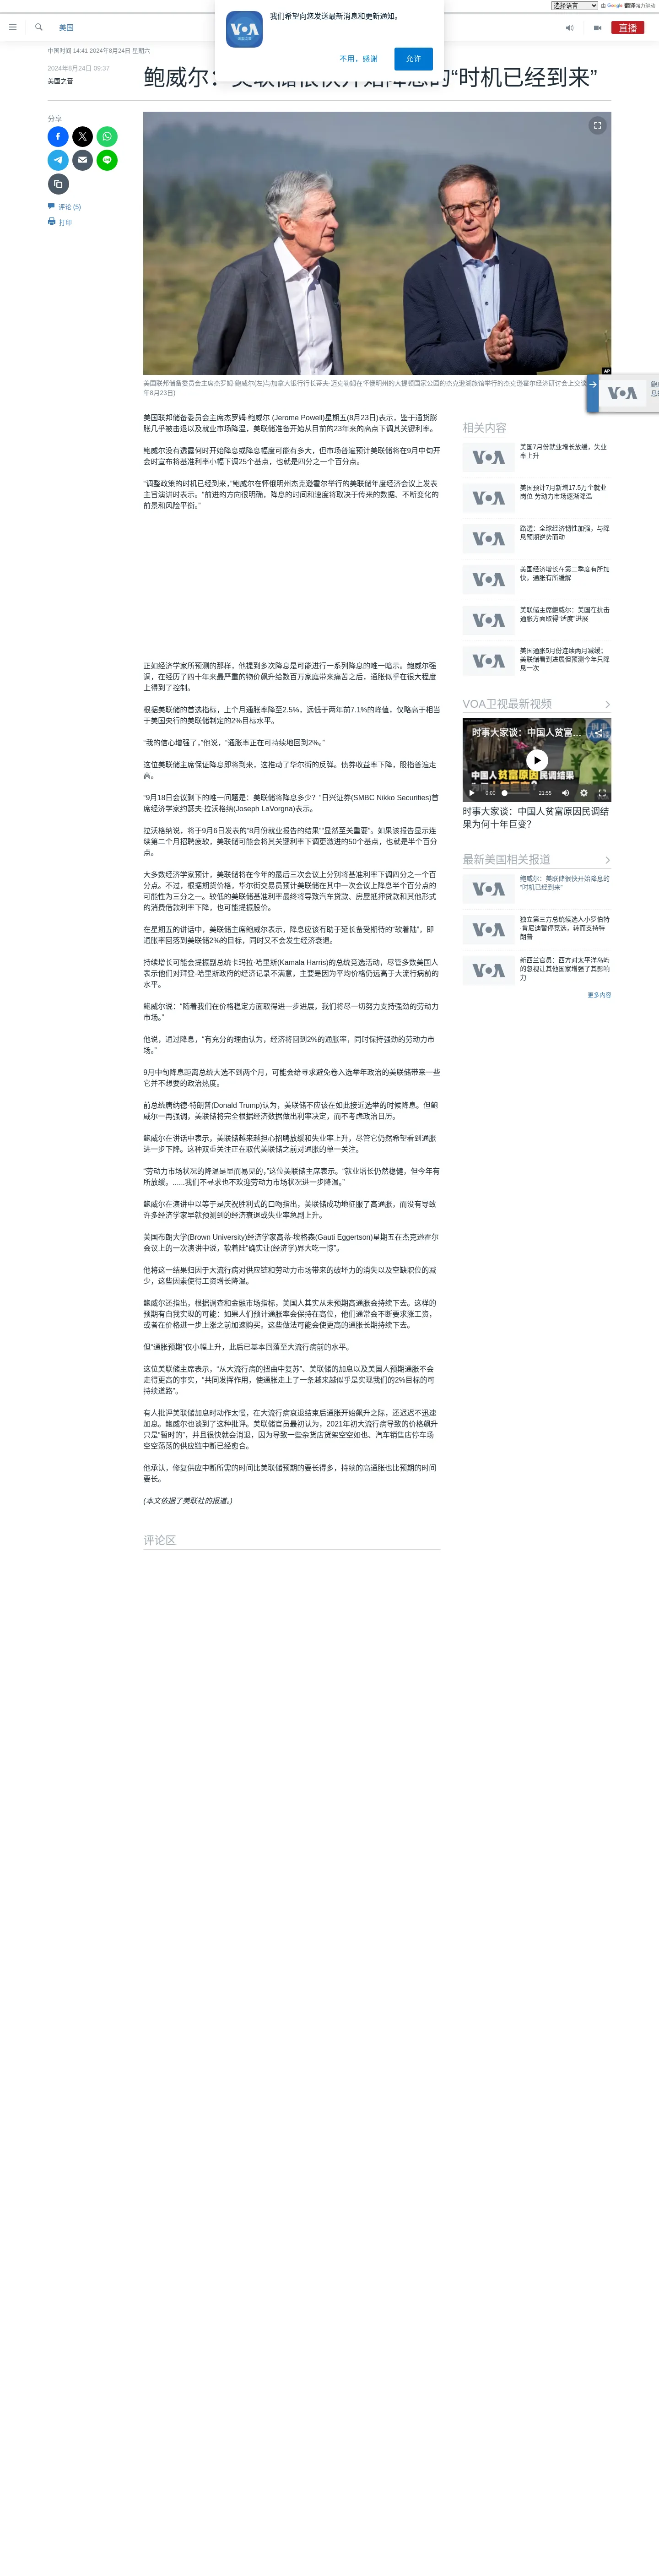 选择语言
由 Google 翻译强力驱动
我们希望向您发送最新消息和更新通知。
不用，感谢
允许
美国
直播
中国时间 14:41 2024年8月24日 星期六
2024年8月24日 09:37
美国之音
鲍威尔：美联储很快开始降息的“时机已经到来”
分享
评论 (5)
打印
AP
美国联邦储备委员会主席杰罗姆·鲍威尔(左)与加拿大银行行长蒂夫·迈克勒姆在怀俄明州的大提顿国家公园的杰克逊湖旅馆举行的杰克逊霍尔经济研讨会上交谈
年8月23日)
美国联邦储备委员会主席杰罗姆·鲍威尔 (Jerome Powell)星期五(8月23日)表示，鉴于通货膨
胀几乎被击退以及就业市场降温，美联储准备开始从目前的23年来的高点下调其关键利率。
鲍威尔没有透露何时开始降息或降息幅度可能有多大，但市场普遍预计美联储将在9月中旬开
会时宣布将基准利率小幅下调25个基点，也就是四分之一个百分点。
“调整政策的时机已经到来，”鲍威尔在怀俄明州杰克逊霍尔举行的美联储年度经济会议上发表
主旨演讲时表示。“前进的方向很明确，降息的时间和速度将取决于传来的数据、不断变化的
前景和风险平衡。”
正如经济学家所预测的那样，他提到多次降息是可能进行一系列降息的唯一暗示。鲍威尔强
调，在经历了四十年来最严重的物价飙升给数百万家庭带来痛苦之后，通胀似乎在很大程度
上得到了控制。
根据美联储的首选指标，上个月通胀率降至2.5%，远低于两年前7.1%的峰值，仅略高于相当
于美国央行的美联储制定的2%目标水平。
“我的信心增强了，”他说，“通胀率正在可持续地回到2%。”
这位美联储主席保证降息即将到来，这推动了华尔街的反弹。债券收益率下降，股指普遍走
高。
“9月18日会议剩下的唯一问题是：美联储将降息多少？”日兴证券(SMBC Nikko Securities)首
席经济学家约瑟夫·拉沃格纳(Joseph LaVorgna)表示。
拉沃格纳说，将于9月6日发表的“8月份就业报告的结果”“显然至关重要”。如果该报告显示连
续第二个月招聘疲软，美联储可能会将其关键利率下调更激进的50个基点，也就是半个百分
点。
大多数经济学家预计，美联储将在今年的最后三次会议上分别将基准利率下调四分之一个百
分点。不过，根据期货价格，华尔街交易员预计美联储在其中一次会议上降息半个百分点的
可能性为三分之一。较低的美联储基准利率最终将导致汽车贷款、房屋抵押贷款和其他形式
的消费借款利率下降，也可能提振股价。
在星期五的讲话中，美联储主席鲍威尔表示，降息应该有助于延长备受期待的“软着陆”，即
通胀率回落到美联储2%的目标，同时又不会发生经济衰退。
持续增长可能会提振副总统卡玛拉·哈里斯(Kamala Harris)的总统竞选活动，尽管多数美国人
表示他们对拜登-哈里斯政府的经济记录不满意，主要是因为平均价格仍远高于大流行病前的
水平。
鲍威尔说：“随着我们在价格稳定方面取得进一步进展，我们将尽一切努力支持强劲的劳动力
市场。”
他说，通过降息，“有充分的理由认为，经济将回到2%的通胀率，同时保持强劲的劳动力市
场。”
9月中旬降息距离总统大选不到两个月，可能会给寻求避免卷入选举年政治的美联储带来一些
它并不想要的政治热度。
前总统唐纳德·特朗普(Donald Trump)认为，美联储不应该在如此接近选举的时候降息。但鲍
威尔一再强调，美联储将完全根据经济数据做出利率决定，而不考虑政治日历。
鲍威尔在讲话中表示，美联储越来越担心招聘放缓和失业率上升，尽管它仍然希望看到通胀
进一步下降。这种双重关注正在取代美联储之前对通胀的单一关注。
“劳动力市场状况的降温是显而易见的，”这位美联储主席表示。“就业增长仍然稳健，但今年有
所放缓。......我们不寻求也不欢迎劳动力市场状况进一步降温。”
鲍威尔在演讲中以等于是庆祝胜利式的口吻指出，美联储成功地征服了高通胀，而没有导致
许多经济学家早就预测到的经济衰退或失业率急剧上升。
美国布朗大学(Brown University)经济学家高蒂·埃格森(Gauti Eggertson)星期五在杰克逊霍尔
会议上的一次演讲中说，软着陆“确实让(经济学)界大吃一惊”。
他将这一结果归因于大流行病对供应链和劳动力市场带来的破坏力的消失以及空缺职位的减
少，这些因素使得工资增长降温。
鲍威尔还指出，根据调查和金融市场指标，美国人其实从未预期高通胀会持续下去。这样的
预期有自我实现的可能：如果人们预计通胀率会保持在高位，他们通常会不断要求涨工资，
或者在价格进一步上涨之前加速购买。这些做法可能会使更高的通胀长期持续下去。
但“通胀预期”仅小幅上升，此后已基本回落至大流行病前的水平。
这位美联储主席表示，“从大流行病的扭曲中复苏”、美联储的加息以及美国人预期通胀不会
走得更高的事实，“共同发挥作用，使通胀走上了一条越来越似乎是实现我们的2%目标的可
持续道路”。
有人批评美联储加息时动作太慢，在大流行病衰退结束后通胀开始飙升之际，还迟迟不迅速
加息。鲍威尔也谈到了这种批评。美联储官员最初认为，2021年初大流行病导致的价格飙升
只是“暂时的”，并且很快就会消退，因为导致一些杂货店货架空空如也、汽车销售店停车场
空空荡荡的供应链中断已经愈合。
他承认，修复供应中断所需的时间比美联储预期的要长得多，持续的高通胀也比预期的时间
要长。
(本文依据了美联社的报道。)
评论区
相关内容
美国7月份就业增长放缓，失业
率上升
美国预计7月新增17.5万个就业
岗位 劳动力市场逐渐降温
路透：全球经济韧性加强，与降
息预期逆势而动
美国经济增长在第二季度有所加
快，通胀有所缓解
美联储主席鲍威尔：美国在抗击
通胀方面取得“适度”进展
美国通胀5月份连续两月减缓；
美联储看到进展但预测今年只降
息一次
VOA卫视最新视频
时事大家谈：中国人贫富...
中国人贫富原因民调结果
0:00
21:55
时事大家谈：中国人贫富原因民调结
果为何十年巨变？
最新美国相关报道
鲍威尔：美联储很快开始降息的
“时机已经到来”
独立第三方总统候选人小罗伯特
·肯尼迪暂停竞选，转而支持特
朗普
新西兰官员：西方对太平洋岛屿
的忽视让其他国家增强了其影响
力
更多内容